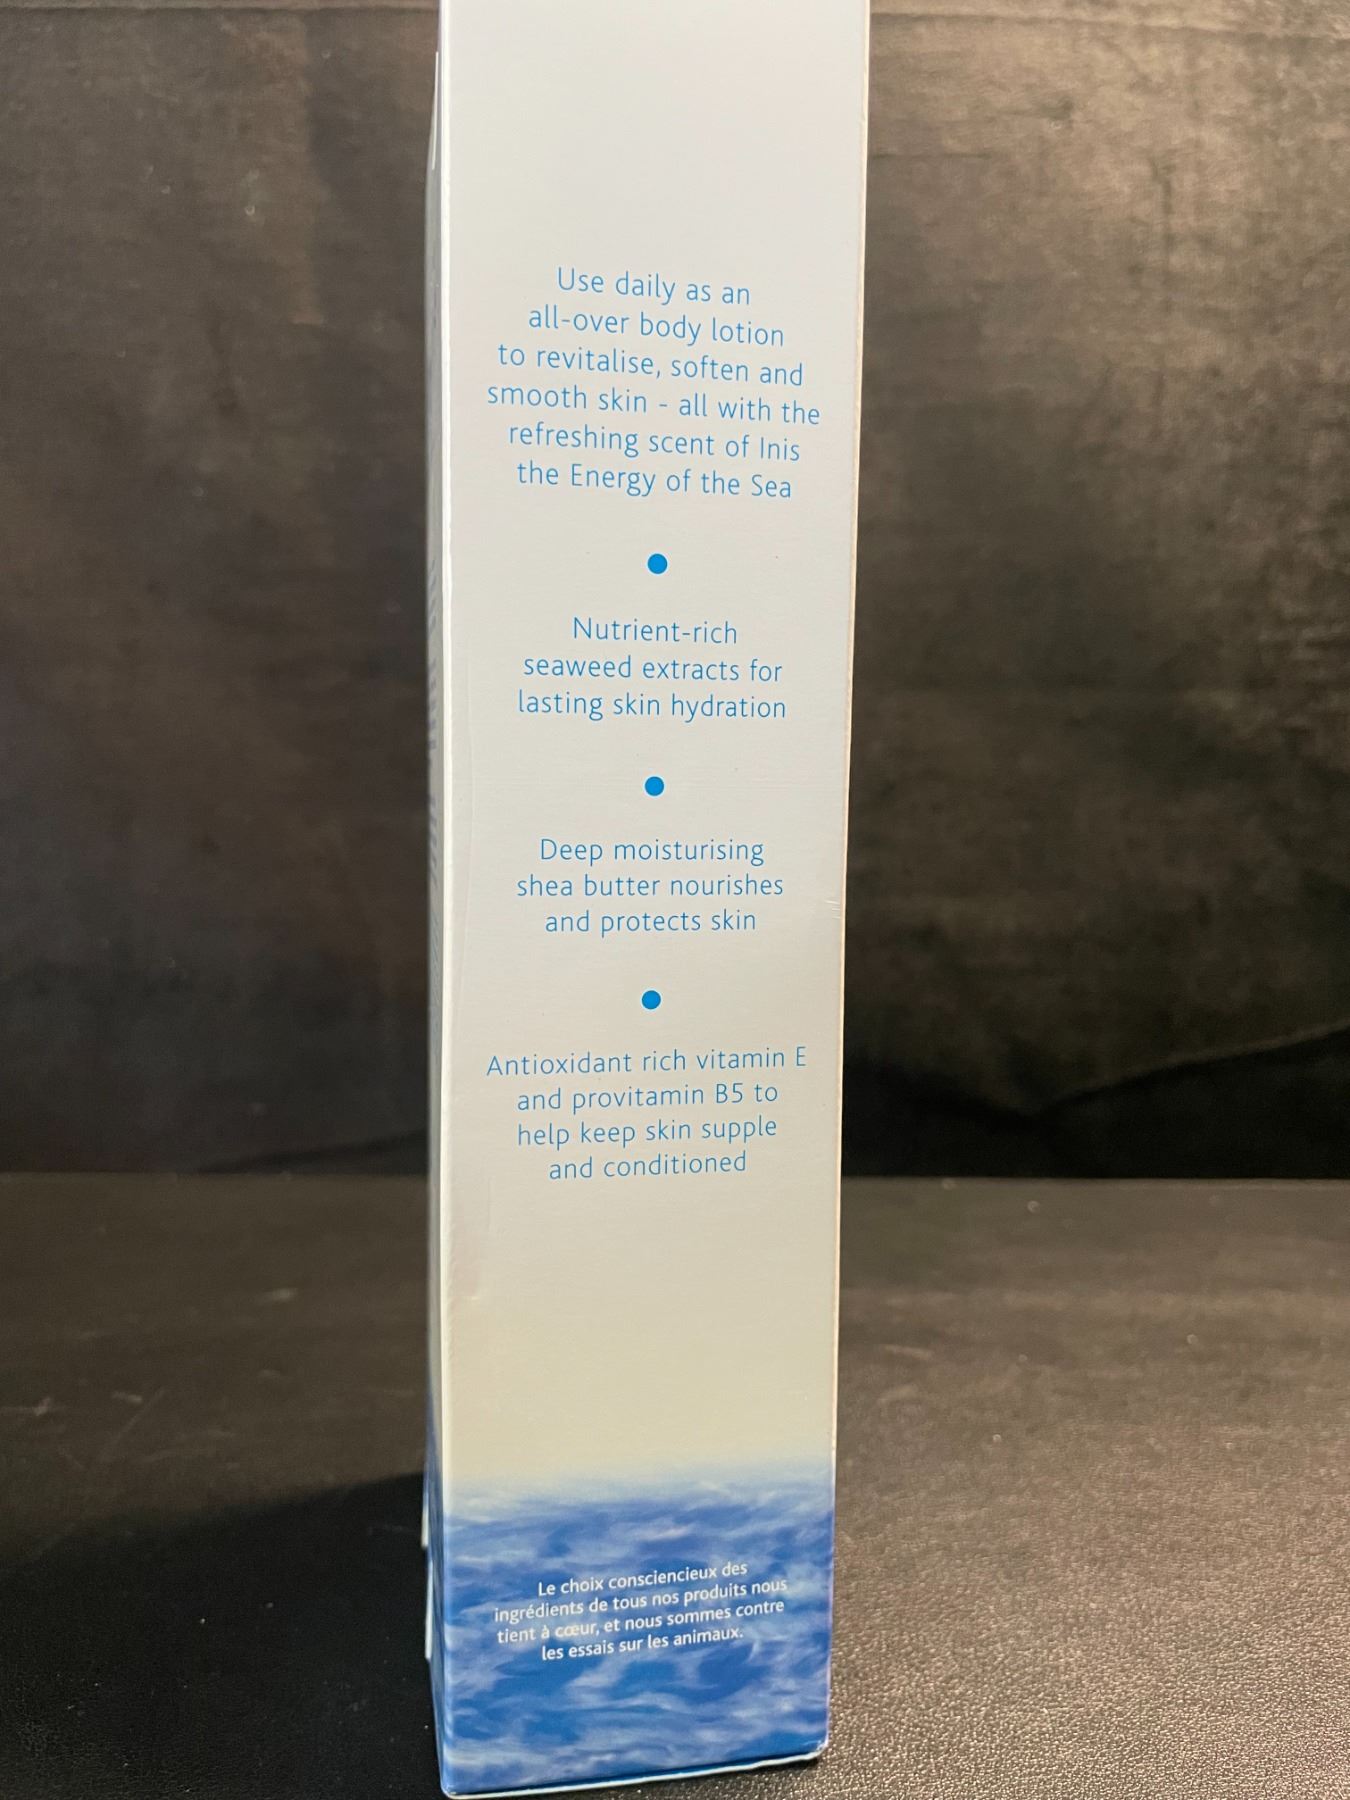 Use daily as an
all-over body lotion
to revitalise, soften and
smooth skin - all with the
refreshing scent of Inis
the Energy of the Sea
Nutrient-rich
seaweed extracts for
lasting skin hydration
Deep moisturising
shea butter nourishes
and protects skin
Antioxidant rich vitamin E
and provitamin B5 to
help keep skin supple
and conditioned
Le choix consciencieux des
ingrédients de tous nos produits nous
tient à cœur, et nous sommes contre
les essais sur les animaux.